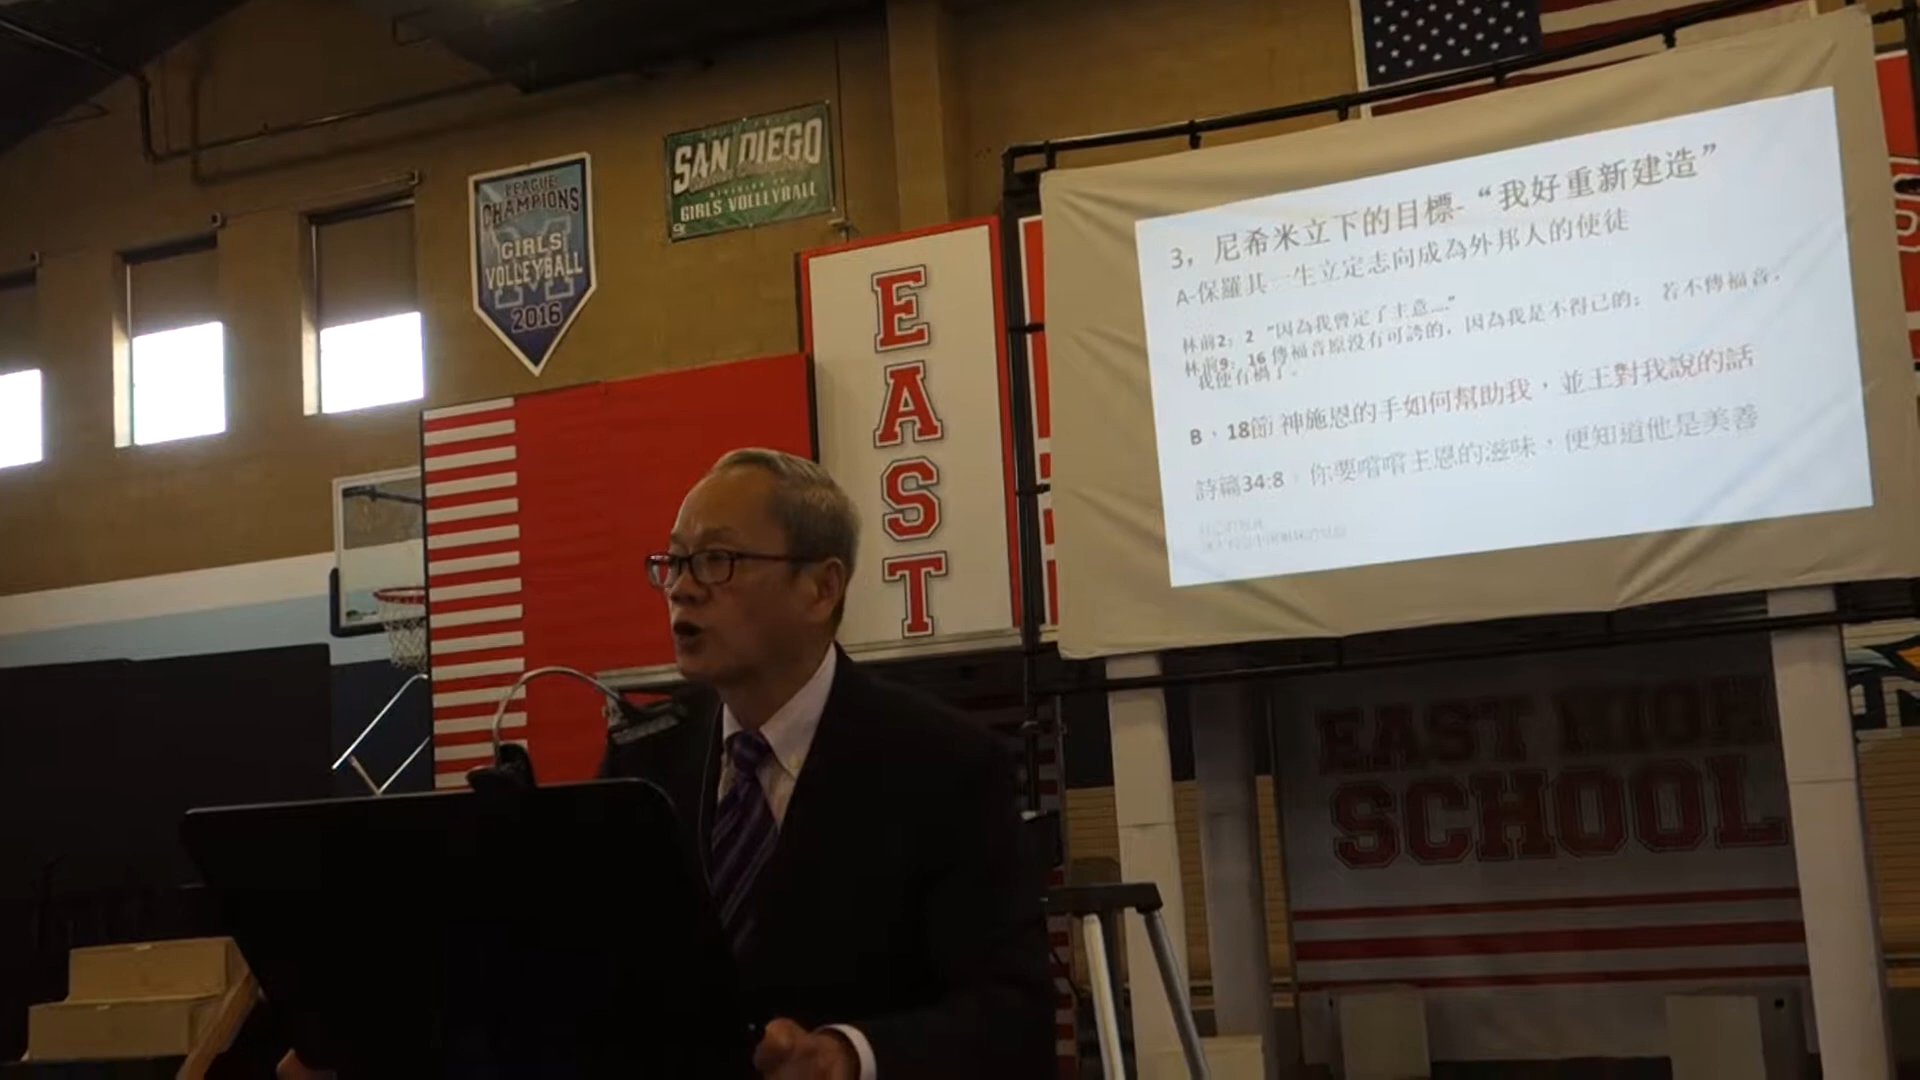 LEAGUE
CHAMPIONS
GIRLS
VOLLEYBALL
2016
SAN DIEGO
GIRLS VOLLEYBALL
EAST
3，尼希米立下的目標-“我好重新建造”
A-保羅其一生立定志向成為外邦人的使徒
林前2：2 “因為我曾定了主意....”
林前9：16 傳福音原沒有可誇的，因為我是不得已的； 若不傳福音，
我便有禍了。
B、18節 神施恩的手如何幫助我，並王對我說的話
詩篇34:8，你要嚐嚐主恩的滋味，便知道他是美善
EAST HIGH
SCHOOL